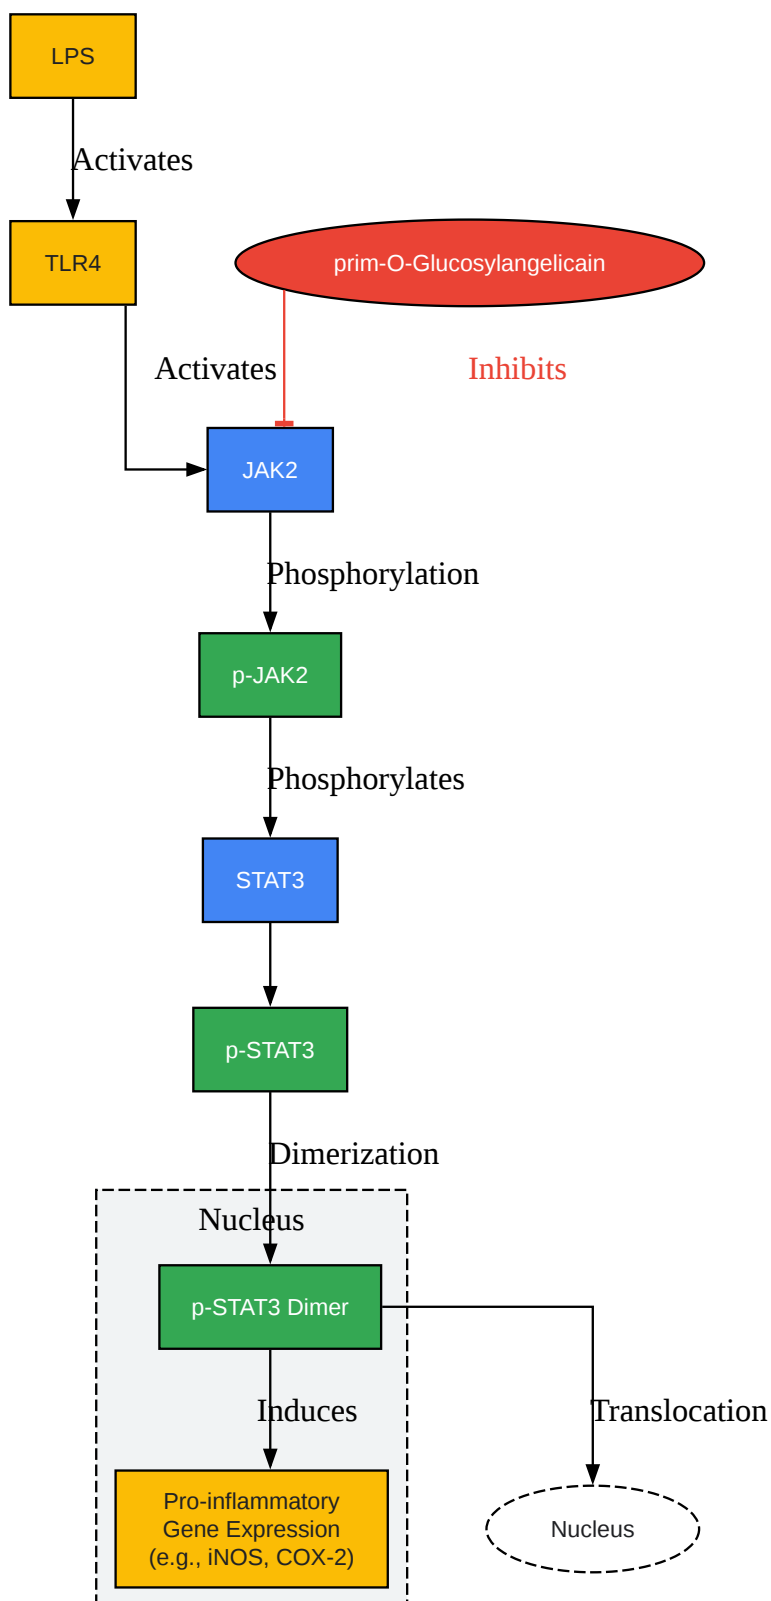 LPS
Activates
TLR4
prim-O-Glucosylangelicain
Activates
Inhibits
JAK2
Phosphorylation
p-JAK2
Phosphorylates
STAT3
p-STAT3
Dimerization
Nucleus
p-STAT3 Dimer
Induces
Translocation
Pro-inflammatory
Gene Expression
(e.g., iNOS, COX-2)
Nucleus